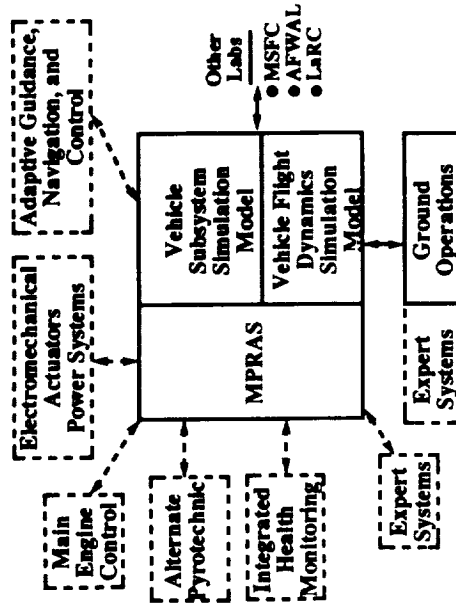 Adaptive Guidance,
Navigation, and
Control
Electromechanical
Actuators
Power Systems
Main
Engine
Control
Alternate
Pyrotechnic
Integrated
Health
Monitoring
Expert
Systems
MPRAS
Vehicle
Subsystem
Simulation
Model
Vehicle Flight
Dynamics
Simulation
Model
Other
Labs
● MSFC
● AFWAL
● LaRC
Expert
Systems
Ground
Operations